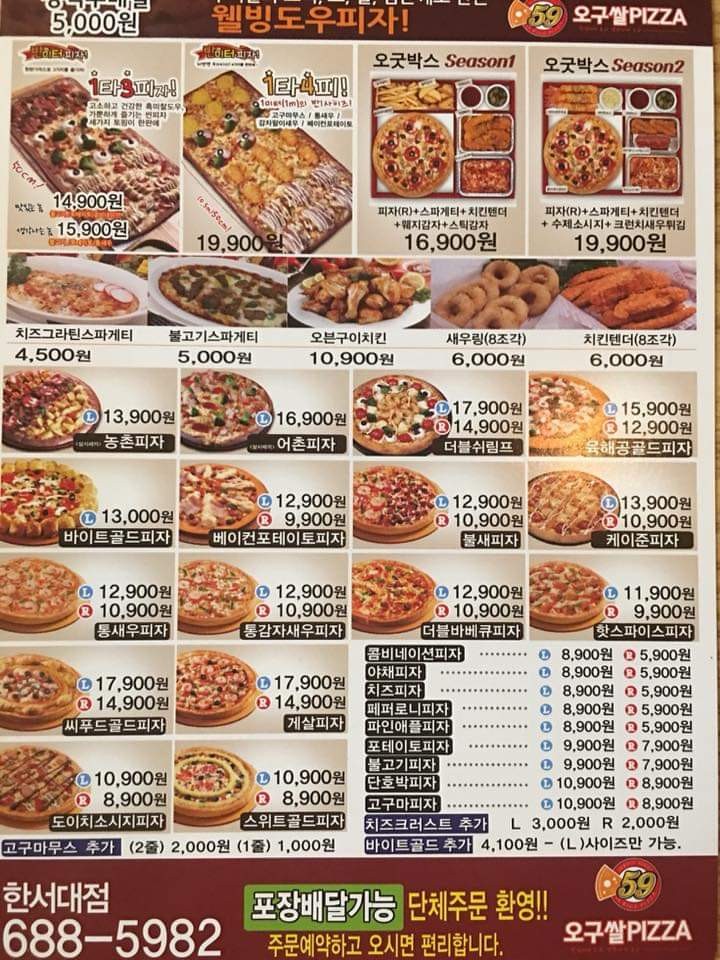 5,000원
웰빙도우피자!
59 오구쌀PIZZA
반미터피자
1타3피자!
고소하고 건강한 흑미찰도우,
가뿐하게 즐기는 씬피자
세가지 토핑이 한판에
50cm!
14,900원
15,900원
반미터피자
1타4피!
1미터(1m)의 반사이즈!
고구마무스 / 통새우 /
감자랑이새우 / 베이컨포테이토
19,900원
오굿박스 Season1
피자(R)+스파게티+치킨텐더
+웨지감자+스틱감자
16,900원
오굿박스 Season2
피자(R)+스파게티+치킨텐더
+ 수제소시지+크런치새우튀김
19,900원
치즈그라틴스파게티
4,500원
불고기스파게티
5,000원
오븐구이치킨
10,900원
새우링(8조각)
6,000원
치킨텐더(8조각)
6,000원
L 13,900원
농촌피자
L 16,900원
어촌피자
L 17,900원
R 14,900원
더블쉬림프
L 15,900원
R 12,900원
육해공골드피자
L 13,000원
바이트골드피자
L 12,900원
R 9,900원
베이컨포테이토피자
L 12,900원
R 10,900원
불새피자
L 13,900원
R 10,900원
케이준피자
L 12,900원
R 10,900원
통새우피자
L 12,900원
R 10,900원
통감자새우피자
L 12,900원
R 10,900원
더블바베큐피자
L 11,900원
R 9,900원
핫스파이스피자
L 17,900원
R 14,900원
씨푸드골드피자
L 17,900원
R 14,900원
게살피자
L 10,900원
R 8,900원
도이치소시지피자
L 10,900원
R 8,900원
스위트골드피자
콤비네이션피자 ·········· L 8,900원 R 5,900원
야채피자 ·········· L 8,900원 R 5,900원
치즈피자 ·········· L 8,900원 R 5,900원
페퍼로니피자 ·········· L 8,900원 R 5,900원
파인애플피자 ·········· L 8,900원 R 5,900원
포테이토피자 ·········· L 9,900원 R 7,900원
불고기피자 ·········· L 9,900원 R 7,900원
단호박피자 ·········· L 10,900원 R 8,900원
고구마피자 ·········· L 10,900원 R 8,900원
치즈크러스트 추가 L 3,000원 R 2,000원
고구마무스 추가 (2줄) 2,000원 (1줄) 1,000원
바이트골드 추가 4,100원 - (L)사이즈만 가능.
한서대점
688-5982
포장배달가능 단체주문 환영!!
주문예약하고 오시면 편리합니다.
59
오구쌀PIZZA